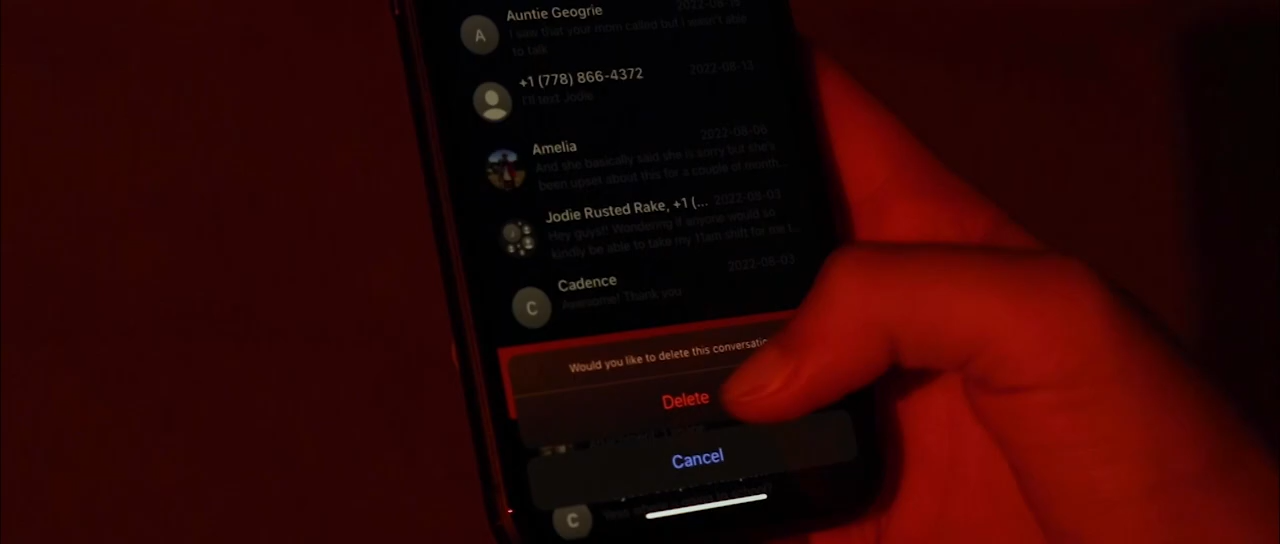 Auntie Geogrie
2022-08-16
A
I saw that your mom called but I wasn't able
to talk
+1 (778) 866-4372
2022-08-13
I'll text Jodie
Amelia
2022-08-06
And she basically said she is sorry but she's
been upset about this for a couple of month...
Jodie Rusted Rake, +1 (...
2022-08-03
Hey guys!! Wondering if anyone would so
kindly be able to take my 11am shift for me t...
Cadence
2022-08-03
C
Awesome! Thank you
Would you like to delete this conversatio
Delete
Cancel
C